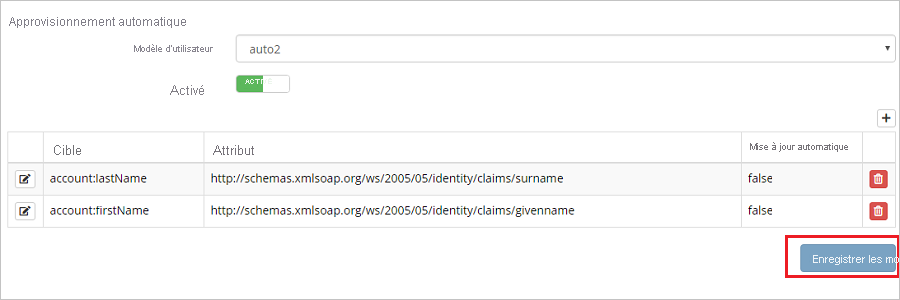 Approvisionnement automatique
Modèle d'utilisateur auto2
Activé
Cible Attribut Mise à jour automatique
account:lastName http://schemas.xmlsoap.org/ws/2005/05/identity/claims/surname false
account:firstName http://schemas.xmlsoap.org/ws/2005/05/identity/claims/givenname false
Enregistrer les